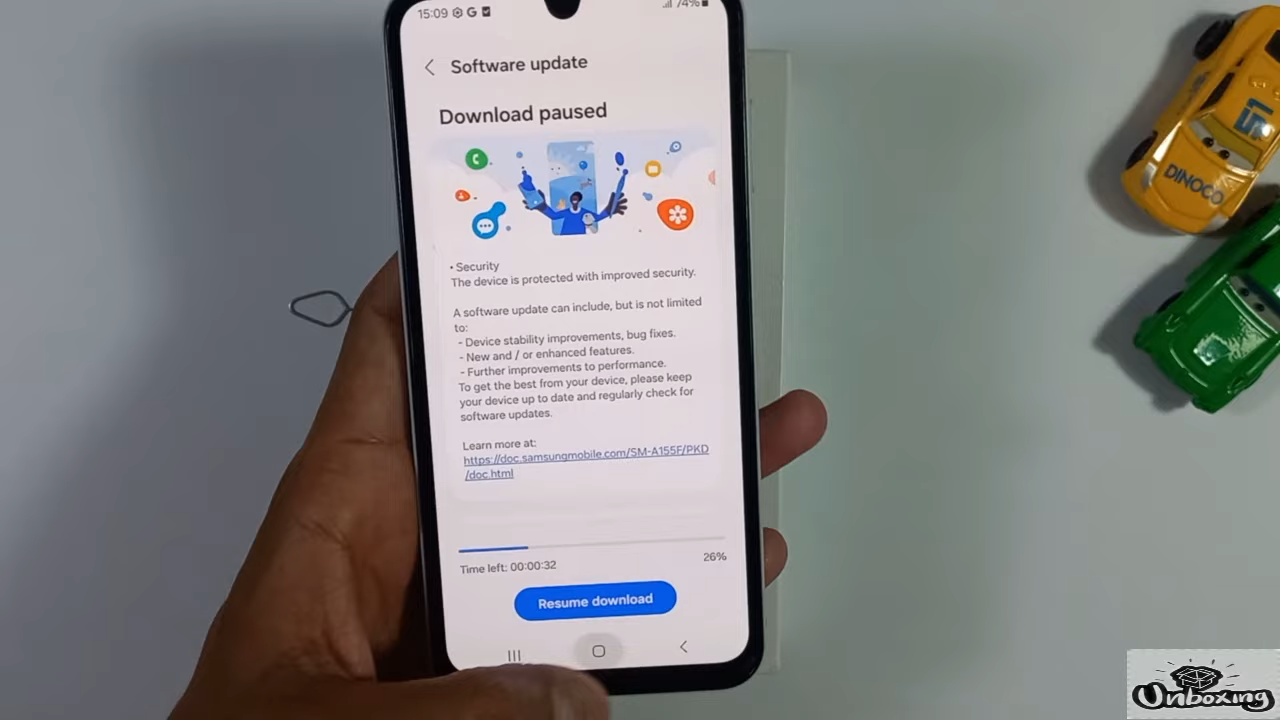 15:09 G
74%
Software update
Download paused
• Security
The device is protected with improved security.
A software update can include, but is not limited
to:
- Device stability improvements, bug fixes.
- New and / or enhanced features.
- Further improvements to performance.
To get the best from your device, please keep
your device up to date and regularly check for
software updates.
Learn more at:
https://doc.samsungmobile.com/SM-A155F/PKD
/doc.html
Time left: 00:00:32
26%
Resume download
DINOCO
Unboxing